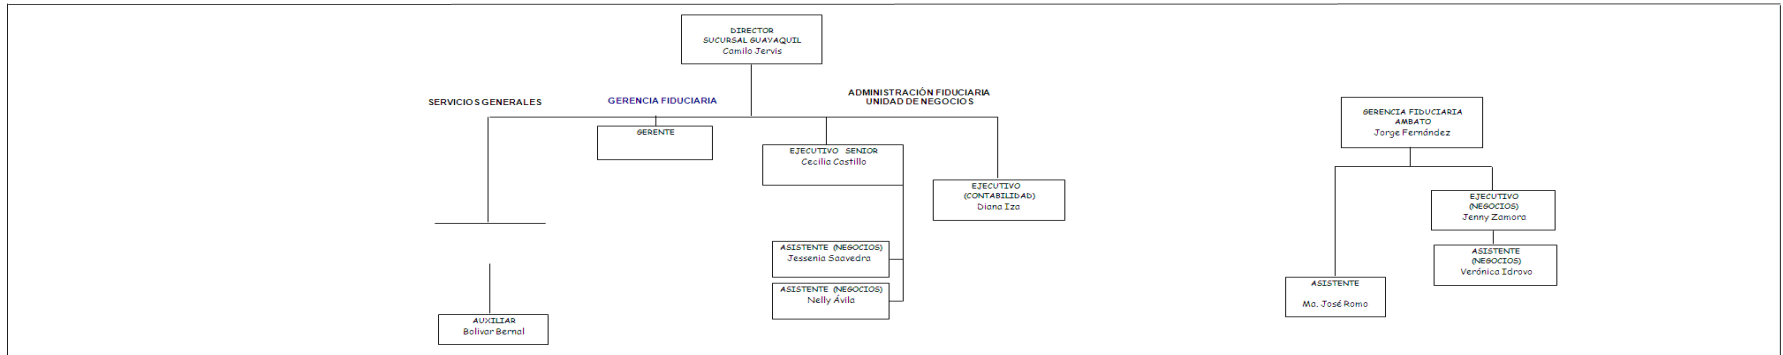 DIRECTOR
SUCURSAL GUAYAQUIL
Camilo Jervis
SERVICIOS GENERALES
GERENCIA FIDUCIARIA
ADMINISTRACIÓN FIDUCIARIA
UNIDAD DE NEGOCIOS
GERENTE
EJECUTIVO SENIOR
Cecilia Castillo
EJECUTIVO
(CONTABILIDAD)
Diana Iza
ASISTENTE (NEGOCIOS)
Jessenia Saavedra
ASISTENTE (NEGOCIOS)
Nelly Ávila
AUXILIAR
Bolivar Bernal
GERENCIA FIDUCIARIA
AMBATO
Jorge Fernández
EJECUTIVO
(NEGOCIOS)
Jenny Zamora
ASISTENTE
(NEGOCIOS)
Verónica Idrovo
ASISTENTE
Ma. José Romo